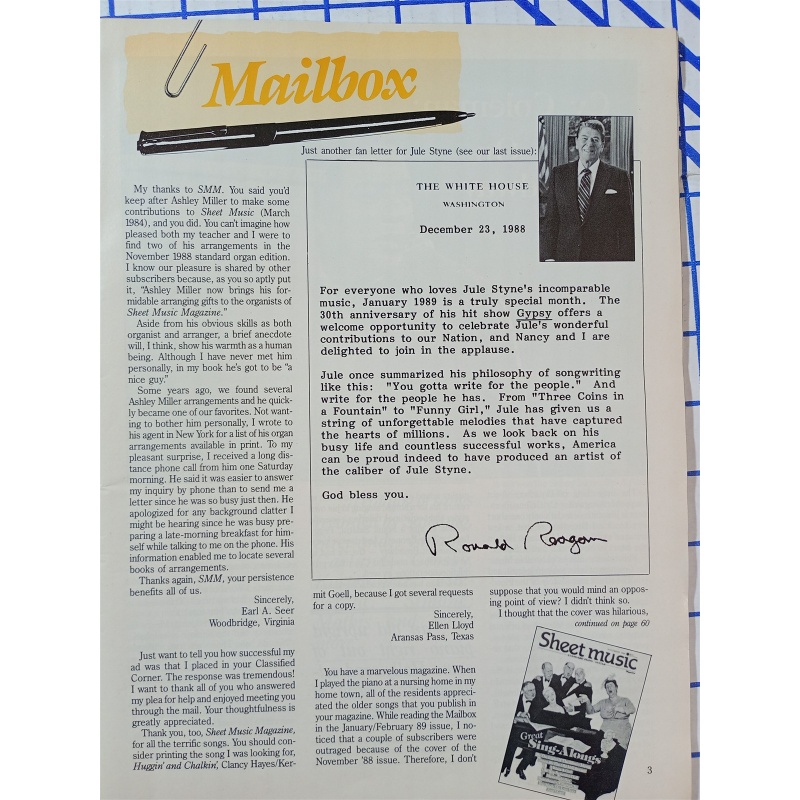 Mailbox
Just another fan letter for Jule Styne (see our last issue):
THE WHITE HOUSE
WASHINGTON
December 23, 1988
For everyone who loves Jule Styne's incomparable
music, January 1989 is a truly special month. The
30th anniversary of his hit show Gypsy offers a
welcome opportunity to celebrate Jule's wonderful
contributions to our Nation, and Nancy and I are
delighted to join in the applause.
Jule once summarized his philosophy of songwriting
like this: "You gotta write for the people." And
write for the people he has. From "Three Coins in
a Fountain" to "Funny Girl," Jule has given us a
string of unforgettable melodies that have captured
the hearts of millions. As we look back on his
busy life and countless successful works, America
can be proud indeed to have produced an artist of
the caliber of Jule Styne.
God bless you.
Ronald Reagan
My thanks to SMM. You said you'd
keep after Ashley Miller to make some
contributions to Sheet Music (March
1984), and you did. You can't imagine how
pleased both my teacher and I were to
find two of his arrangements in the
November 1988 standard organ edition.
I know our pleasure is shared by other
subscribers because, as you so aptly put
it, "Ashley Miller now brings his for-
midable arranging gifts to the organists of
Sheet Music Magazine."
Aside from his obvious skills as both
organist and arranger, a brief anecdote
will, I think, show his warmth as a human
being. Although I have never met him
personally, in my book he's got to be "a
nice guy."
Some years ago, we found several
Ashley Miller arrangements and he quick-
ly became one of our favorites. Not want-
ing to bother him personally, I wrote to
his agent in New York for a list of his organ
arrangements available in print. To my
pleasant surprise, I received a long dis-
tance phone call from him one Saturday
morning. He said it was easier to answer
my inquiry by phone than to send me a
letter since he was so busy just then. He
apologized for any background clatter I
might be hearing since he was busy pre-
paring a late-morning breakfast for him-
self while talking to me on the phone. His
information enabled me to locate several
books of arrangements.
Thanks again, SMM, your persistence
benefits all of us.
Sincerely,
Earl A. Seer
Woodbridge, Virginia
Just want to tell you how successful my
ad was that I placed in your Classified
Corner. The response was tremendous!
I want to thank all of you who answered
my plea for help and enjoyed meeting you
through the mail. Your thoughtfulness is
greatly appreciated.
Thank you, too, Sheet Music Magazine,
for all the terrific songs. You should con-
sider printing the song I was looking for,
Huggin' and Chalkin', Clancy Hayes/Ker-
mit Goell, because I got several requests
for a copy.
Sincerely,
Ellen Lloyd
Aransas Pass, Texas
You have a marvelous magazine. When
I played the piano at a nursing home in my
home town, all of the residents appreci-
ated the older songs that you publish in
your magazine. While reading the Mailbox
in the January/February 89 issue, I no-
ticed that a couple of subscribers were
outraged because of the cover of the
November '88 issue. Therefore, I don't
suppose that you would mind an oppos-
ing point of view? I didn't think so.
I thought that the cover was hilarious,
continued on page 60
Sheet music
Great
Sing-Alongs
3